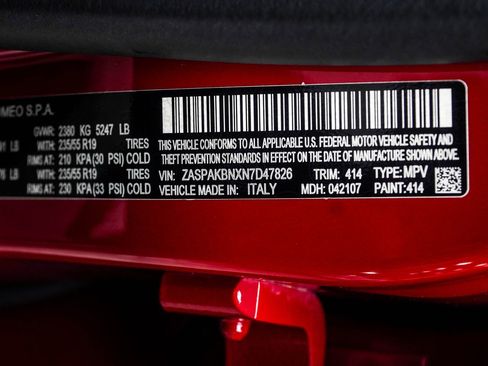 MEO S.P.A.
GVWR: 2380 KG 5247 LB
LB WITH: 235/55 R19 TIRES
RIMS AT: 210 KPA(30 PSI) COLD
LB WITH: 235/55 R19 TIRES
RIMS AT: 230 KPA(33 PSI) COLD
THIS VEHICLE CONFORMS TO ALL APPLICABLE U.S. FEDERAL MOTOR VEHICLE SAFETY AND
THEFT PREVENTION STANDARDS IN EFFECT ON THE DATE OF MANUFACTURE SHOWN ABOVE.
VIN: ZASPAKBNXN7D47826 TRIM: 414 TYPE: MPV
VEHICLE MADE IN: ITALY MDH: 042107 PAINT: 414